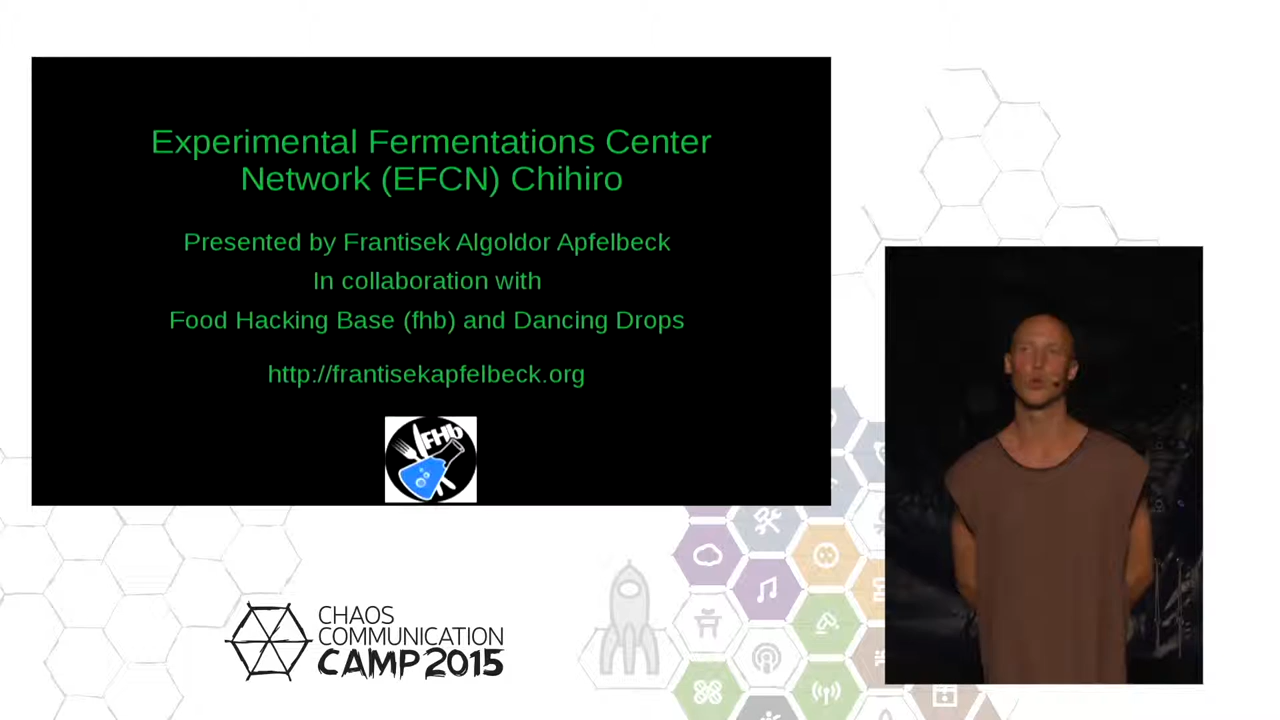 Experimental Fermentations Center
Network (EFCN) Chihiro
Presented by Frantisek Algoldor Apfelbeck
In collaboration with
Food Hacking Base (fhb) and Dancing Drops
http://frantisekapfelbeck.org
FHb
CHAOS
COMMUNICATION
CAMP 2015